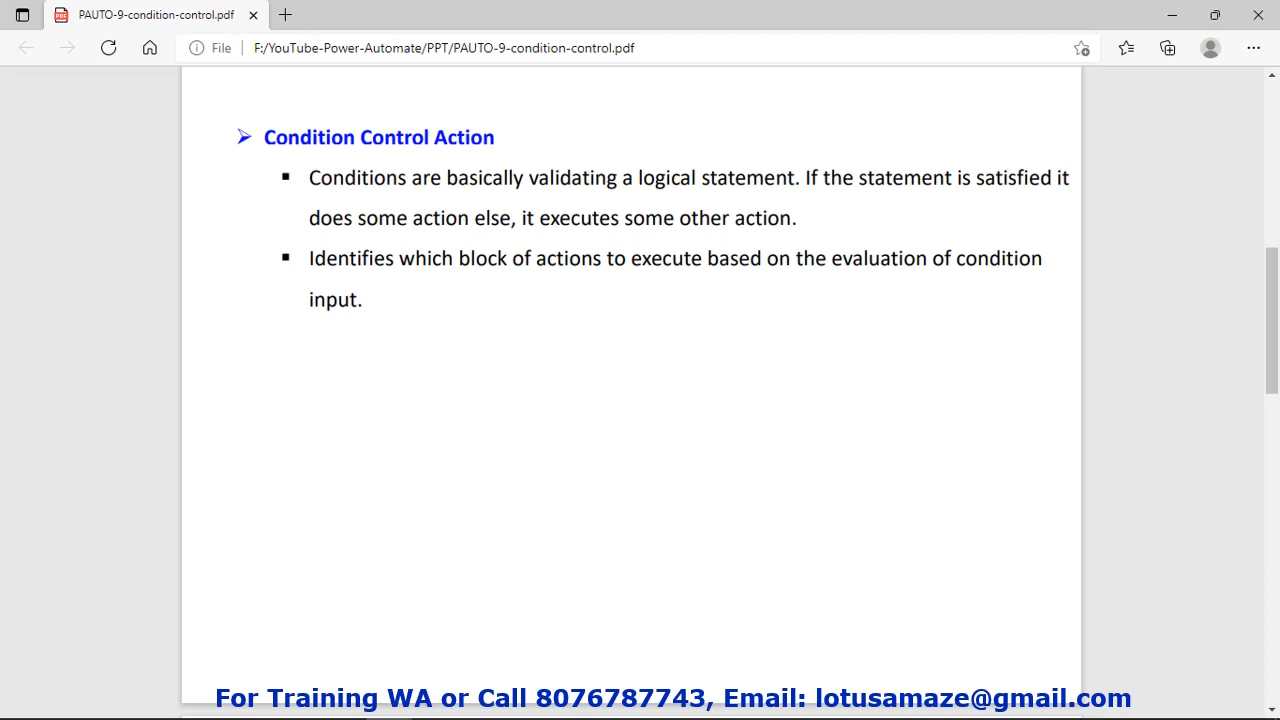 PAUTO-9-condition-control.pdf
File F:/YouTube-Power-Automate/PPT/PAUTO-9-condition-control.pdf
Condition Control Action
Conditions are basically validating a logical statement. If the statement is satisfied it
does some action else, it executes some other action.
Identifies which block of actions to execute based on the evaluation of condition
input.
For Training WA or Call 8076787743, Email: lotusamaze@gmail.com